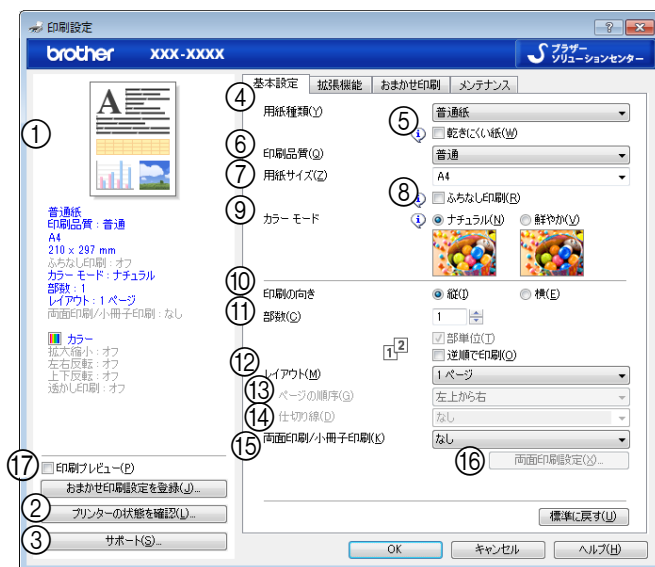 印刷設定
brother XXX-XXXX
ブラザー
ソリューションセンター
①
A
普通紙
印刷品質 : 普通
A4
210 x 297 mm
ふちなし印刷 : オフ
カラー モード : ナチュラル
部数 : 1
レイアウト : 1 ページ
両面印刷/小冊子印刷 : なし
カラー
拡大縮小 : オフ
左右反転 : オフ
上下反転 : オフ
透かし印刷 : オフ
⑰ 印刷プレビュー(P)
おまかせ印刷設定を登録(J)...
② プリンターの状態を確認(L)...
③ サポート(S)...
基本設定 拡張機能 おまかせ印刷 メンテナンス
④ 用紙種類(Y) 普通紙
⑤ 乾きにくい紙(W)
⑥ 印刷品質(Q) 普通
⑦ 用紙サイズ(Z) A4
⑧ ふちなし印刷(R)
⑨ カラー モード ナチュラル(N) 鮮やか(V)
⑩ 印刷の向き 縦(I) 横(E)
⑪ 部数(C) 1
部単位(T)
1 2 逆順で印刷(O)
⑫ レイアウト(M) 1 ページ
⑬ ページの順序(G) 左上から右
⑭ 仕切り線(D) なし
⑮ 両面印刷/小冊子印刷(K) なし
⑯ 両面印刷設定(X)...
標準に戻す(U)
OK キャンセル ヘルプ(H)